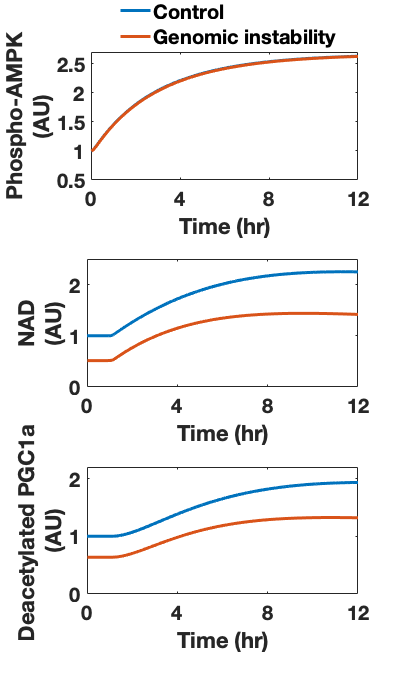 Control
Genomic instability
Phospho-AMPK
(AU)
2.5
2
1.5
1
0.5
0 4 8 12
Time (hr)
NAD
(AU)
2
1
0
0 4 8 12
Time (hr)
Deacetylated PGC1a
(AU)
2
1
0
0 4 8 12
Time (hr)